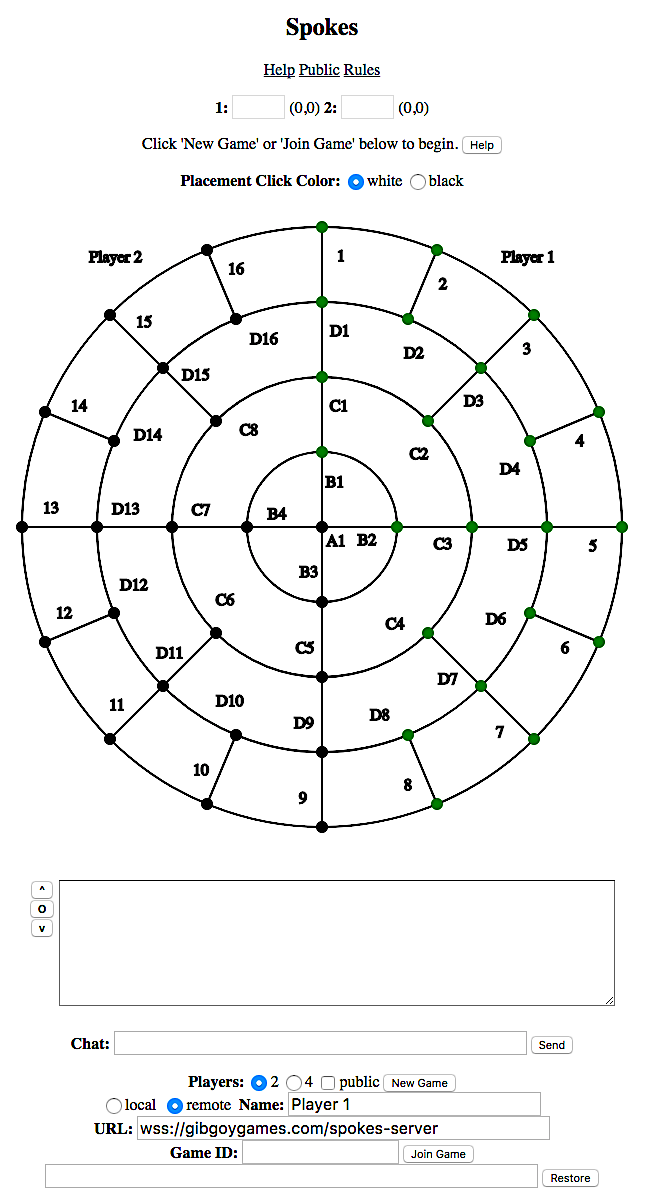 Spokes
Help Public Rules
1: (0,0) 2: (0,0)
Click 'New Game' or 'Join Game' below to begin. Help
Placement Click Color: white black
Player 2 16 1 Player 1
2
15 D16 D1 3
D15 D2
14 D14 C8 C1 D3 4
C2 D4
13 D13 C7 B4 B1
A1 B2 C3 D5 5
12 D12 C6 B3 C4 D6 6
D11 C5 D7
11 D10 D9 D8 7
10 9 8
^
o
v
Chat: Send
Players: 2 4 public New Game
local remote Name: Player 1
URL: wss://gibgoygames.com/spokes-server
Game ID: Join Game
Restore